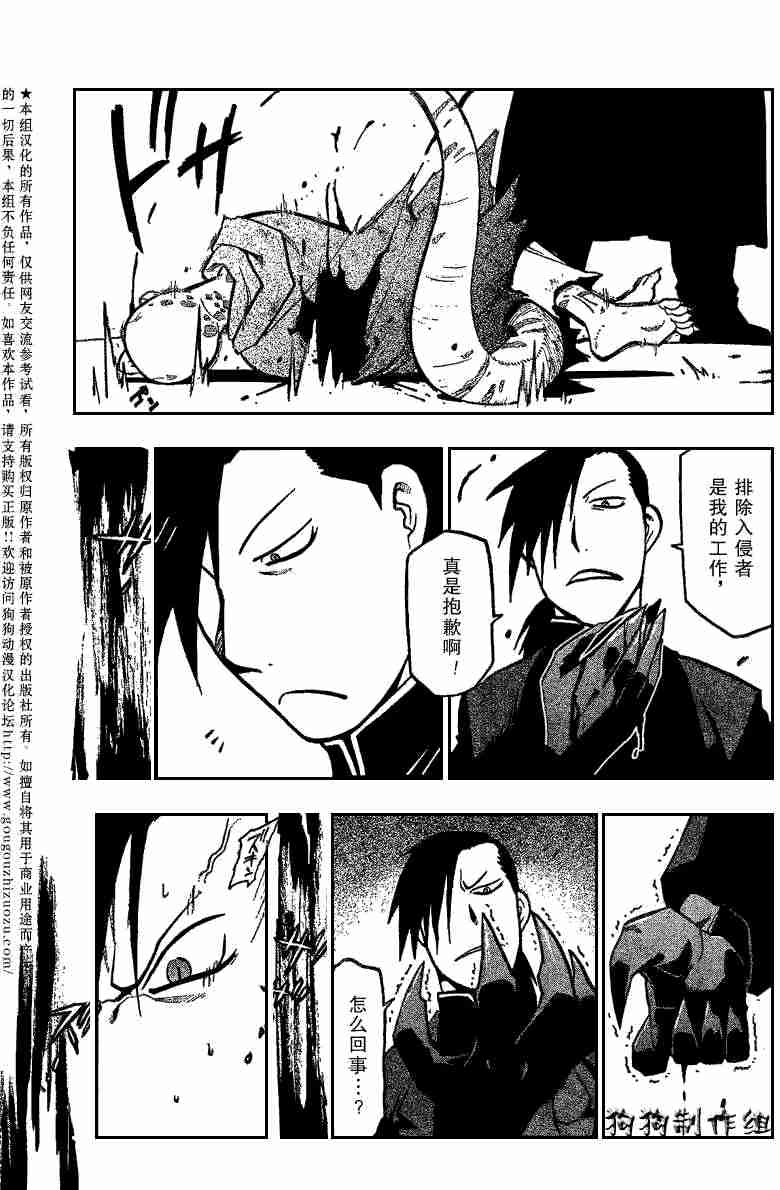 ドドッ
排除入侵者
是我的工作，
真是抱歉啊！
怎么回事…？
ズキン
★本组汉化的所有作品，仅供网友交流参考试看，所有版权归原作者和被原作者授权的出版社所有。如擅自将其用于商业用途而产
的一切后果，本组不负任何责任。如喜欢本作品，请支持购买正版!!欢迎访问狗狗动漫汉化论坛http://www.gougouzhizuozu.com/
狗狗制作组